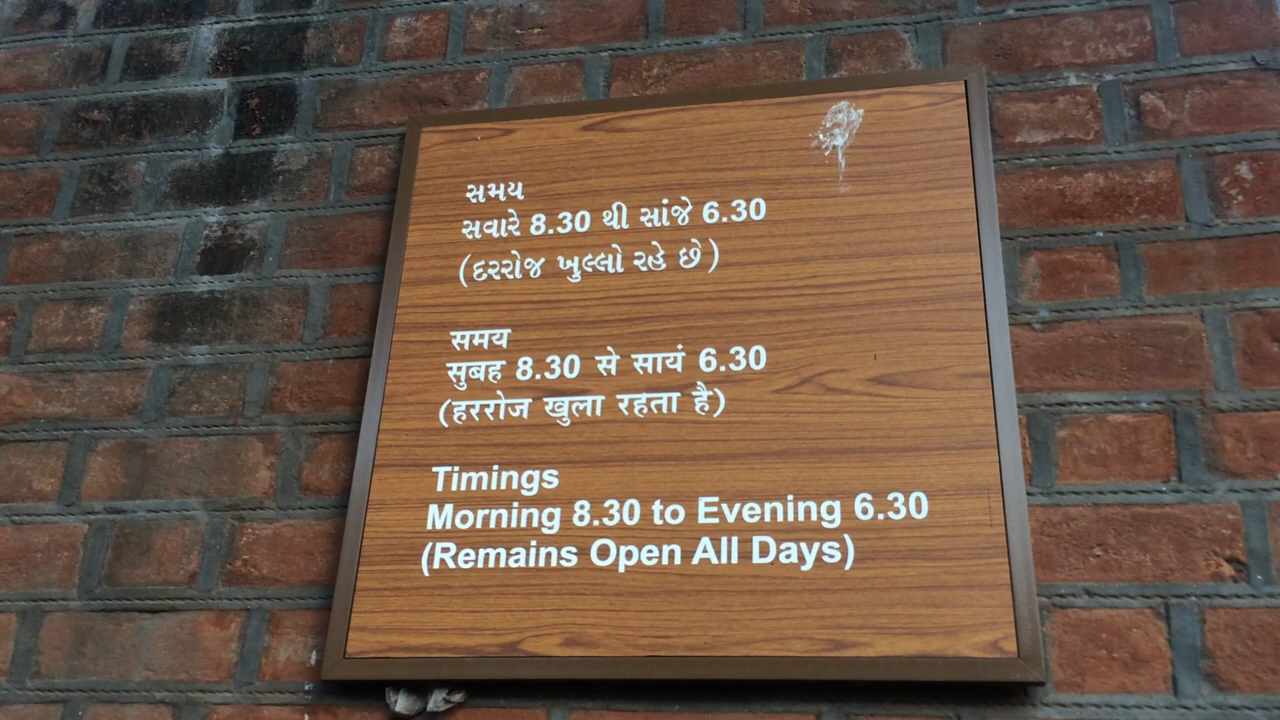 સમય
સવારે 8.30 થી સાંજે 6.30
(દરરોજ ખુલ્લો રહે છે)
समय
सुबह 8.30 से सायं 6.30
(हररोज खुला रहता है)
Timings
Morning 8.30 to Evening 6.30
(Remains Open All Days)